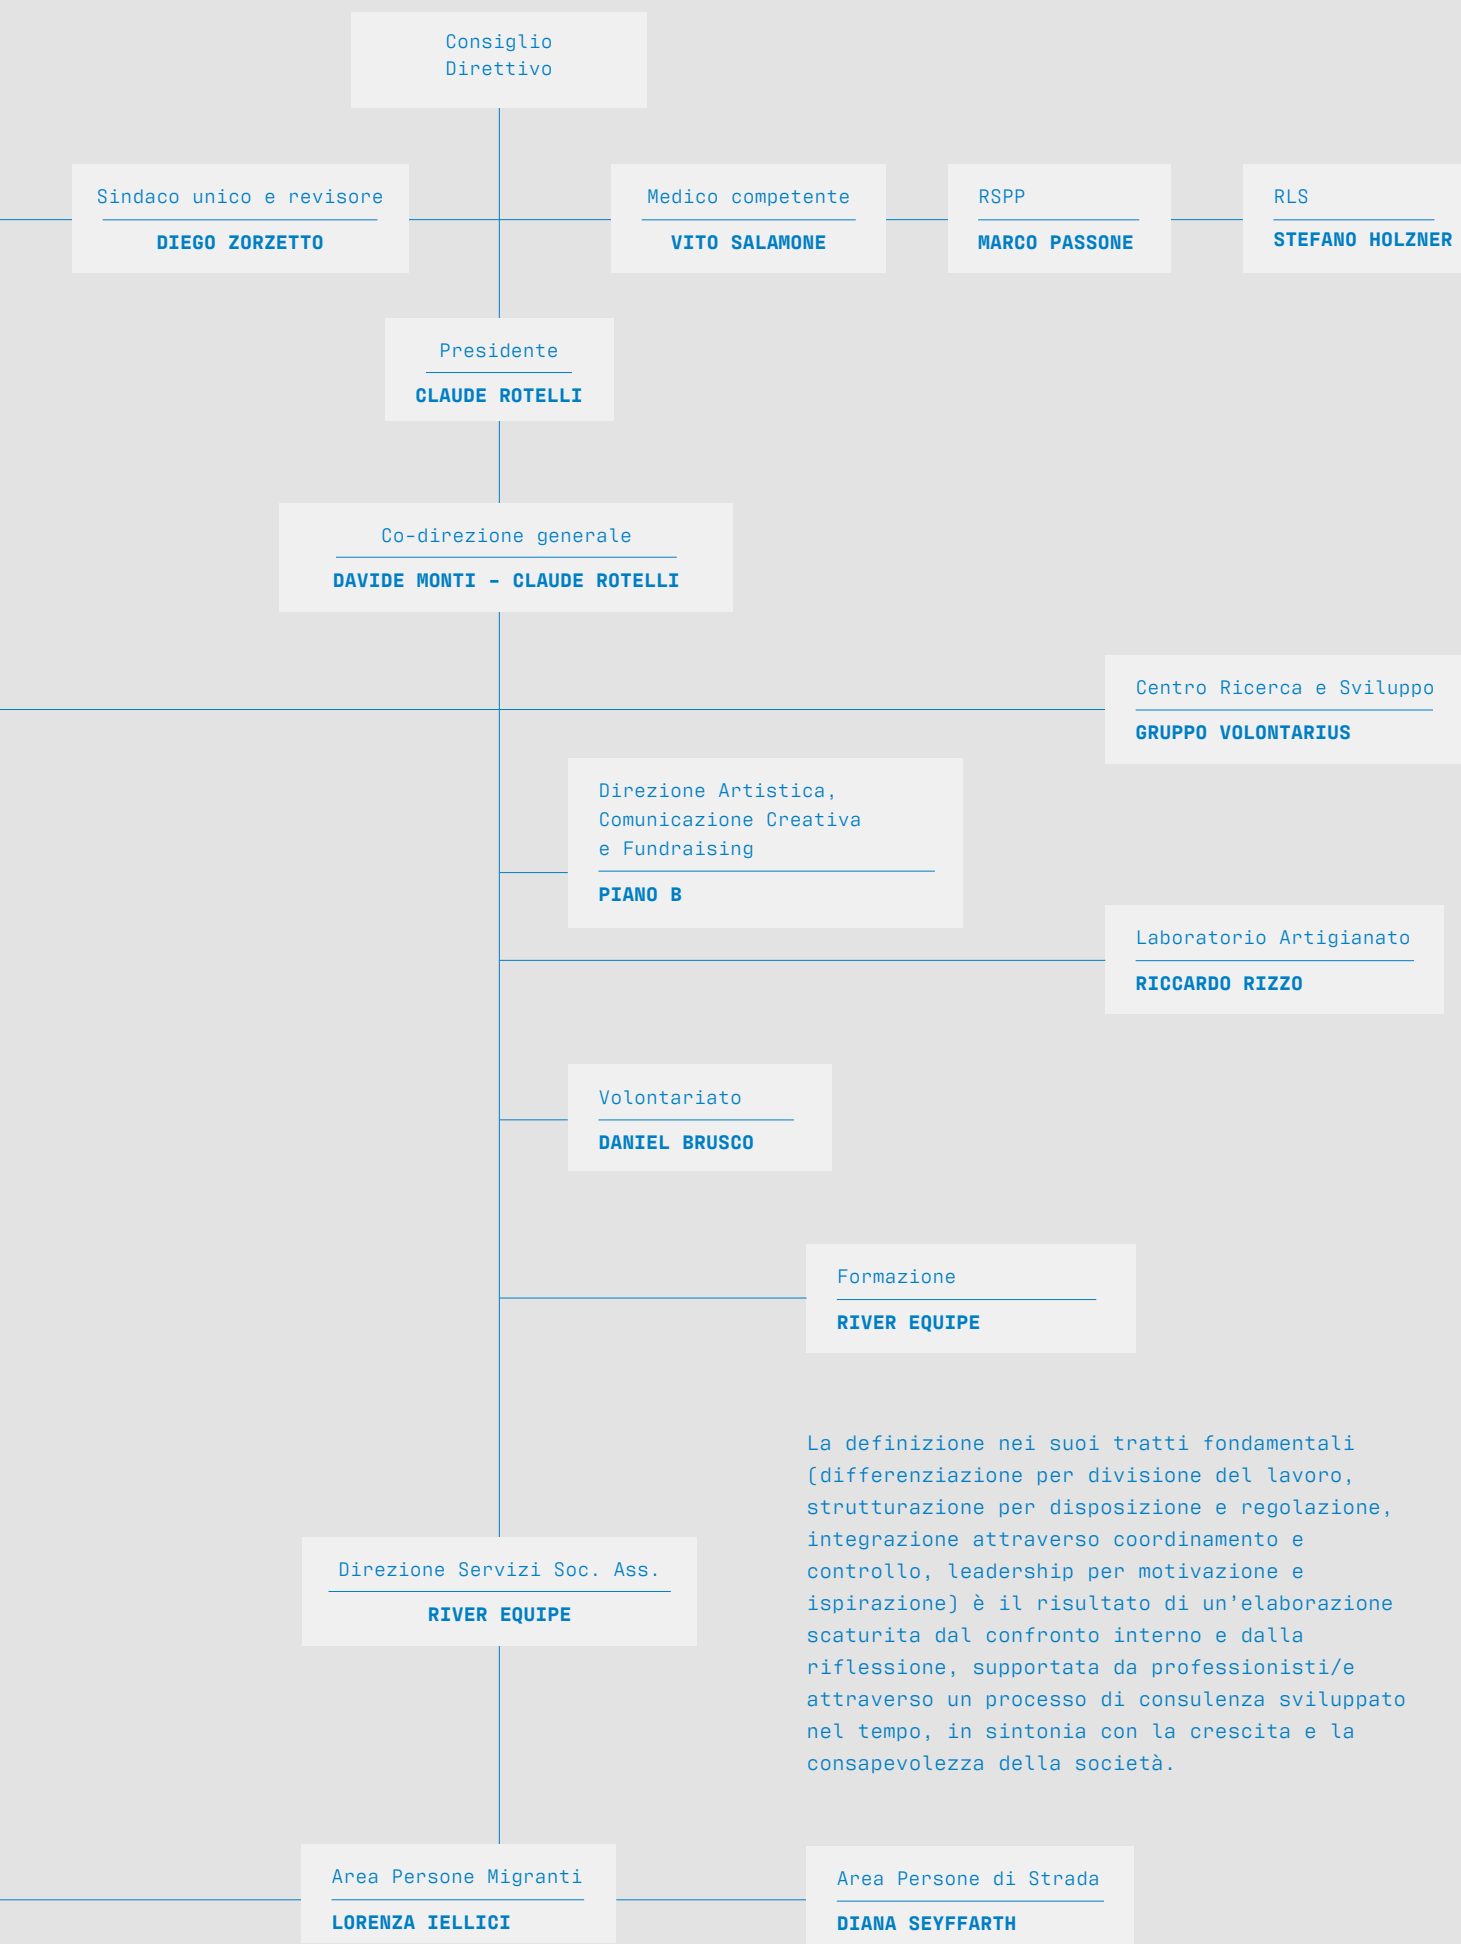 Consiglio
Direttivo
Sindaco unico e revisore
DIEGO ZORZETTO
Medico competente
VITO SALAMONE
RSPP
MARCO PASSONE
RLS
STEFANO HOLZNER
Presidente
CLAUDE ROTELLI
Co-direzione generale
DAVIDE MONTI - CLAUDE ROTELLI
Centro Ricerca e Sviluppo
GRUPPO VOLONTARIUS
Direzione Artistica,
Comunicazione Creativa
e Fundraising
PIANO B
Laboratorio Artigianato
RICCARDO RIZZO
Volontariato
DANIEL BRUSCO
Formazione
RIVER EQUIPE
La definizione nei suoi tratti fondamentali
(differenziazione per divisione del lavoro,
strutturazione per disposizione e regolazione,
integrazione attraverso coordinamento e
controllo, leadership per motivazione e
ispirazione) è il risultato di un’elaborazione
scaturita dal confronto interno e dalla
riflessione, supportata da professionisti/e
attraverso un processo di consulenza sviluppato
nel tempo, in sintonia con la crescita e la
consapevolezza della società.
Direzione Servizi Soc. Ass.
RIVER EQUIPE
Area Persone Migranti
LORENZA IELLICI
Area Persone di Strada
DIANA SEYFFARTH